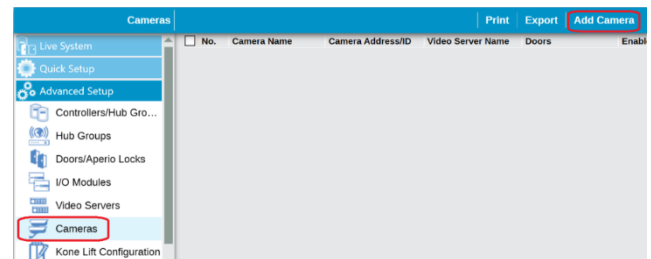 Cameras Print Export Add Camera
Live System No. Camera Name Camera Address/ID Video Server Name Doors Enabl
Quick Setup
Advanced Setup
Controllers/Hub Gro...
Hub Groups
Doors/Aperio Locks
I/O Modules
Video Servers
Cameras
Kone Lift Configuration